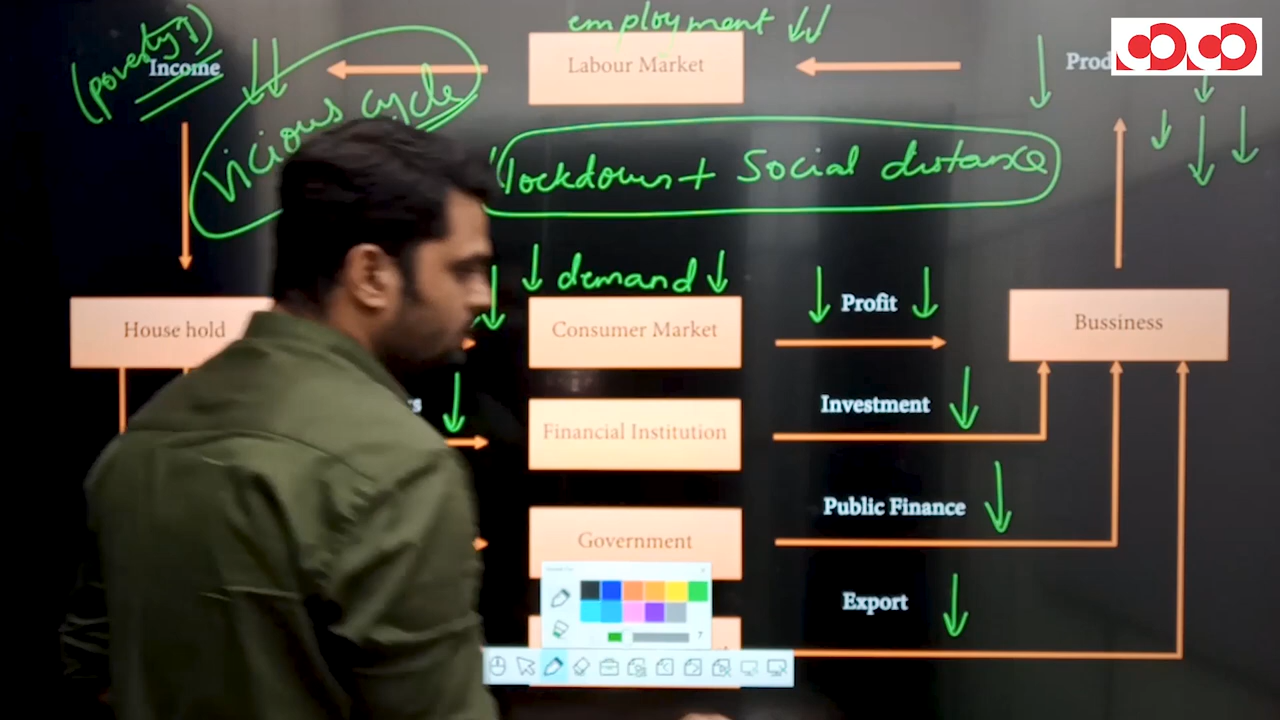 employment
(poverty
Income
Labour Market
Vicious cycle
lockdown + Social distance
demand
House hold
Consumer Market
Profit
Bussiness
Financial Institution
Investment
Government
Public Finance
Export
7